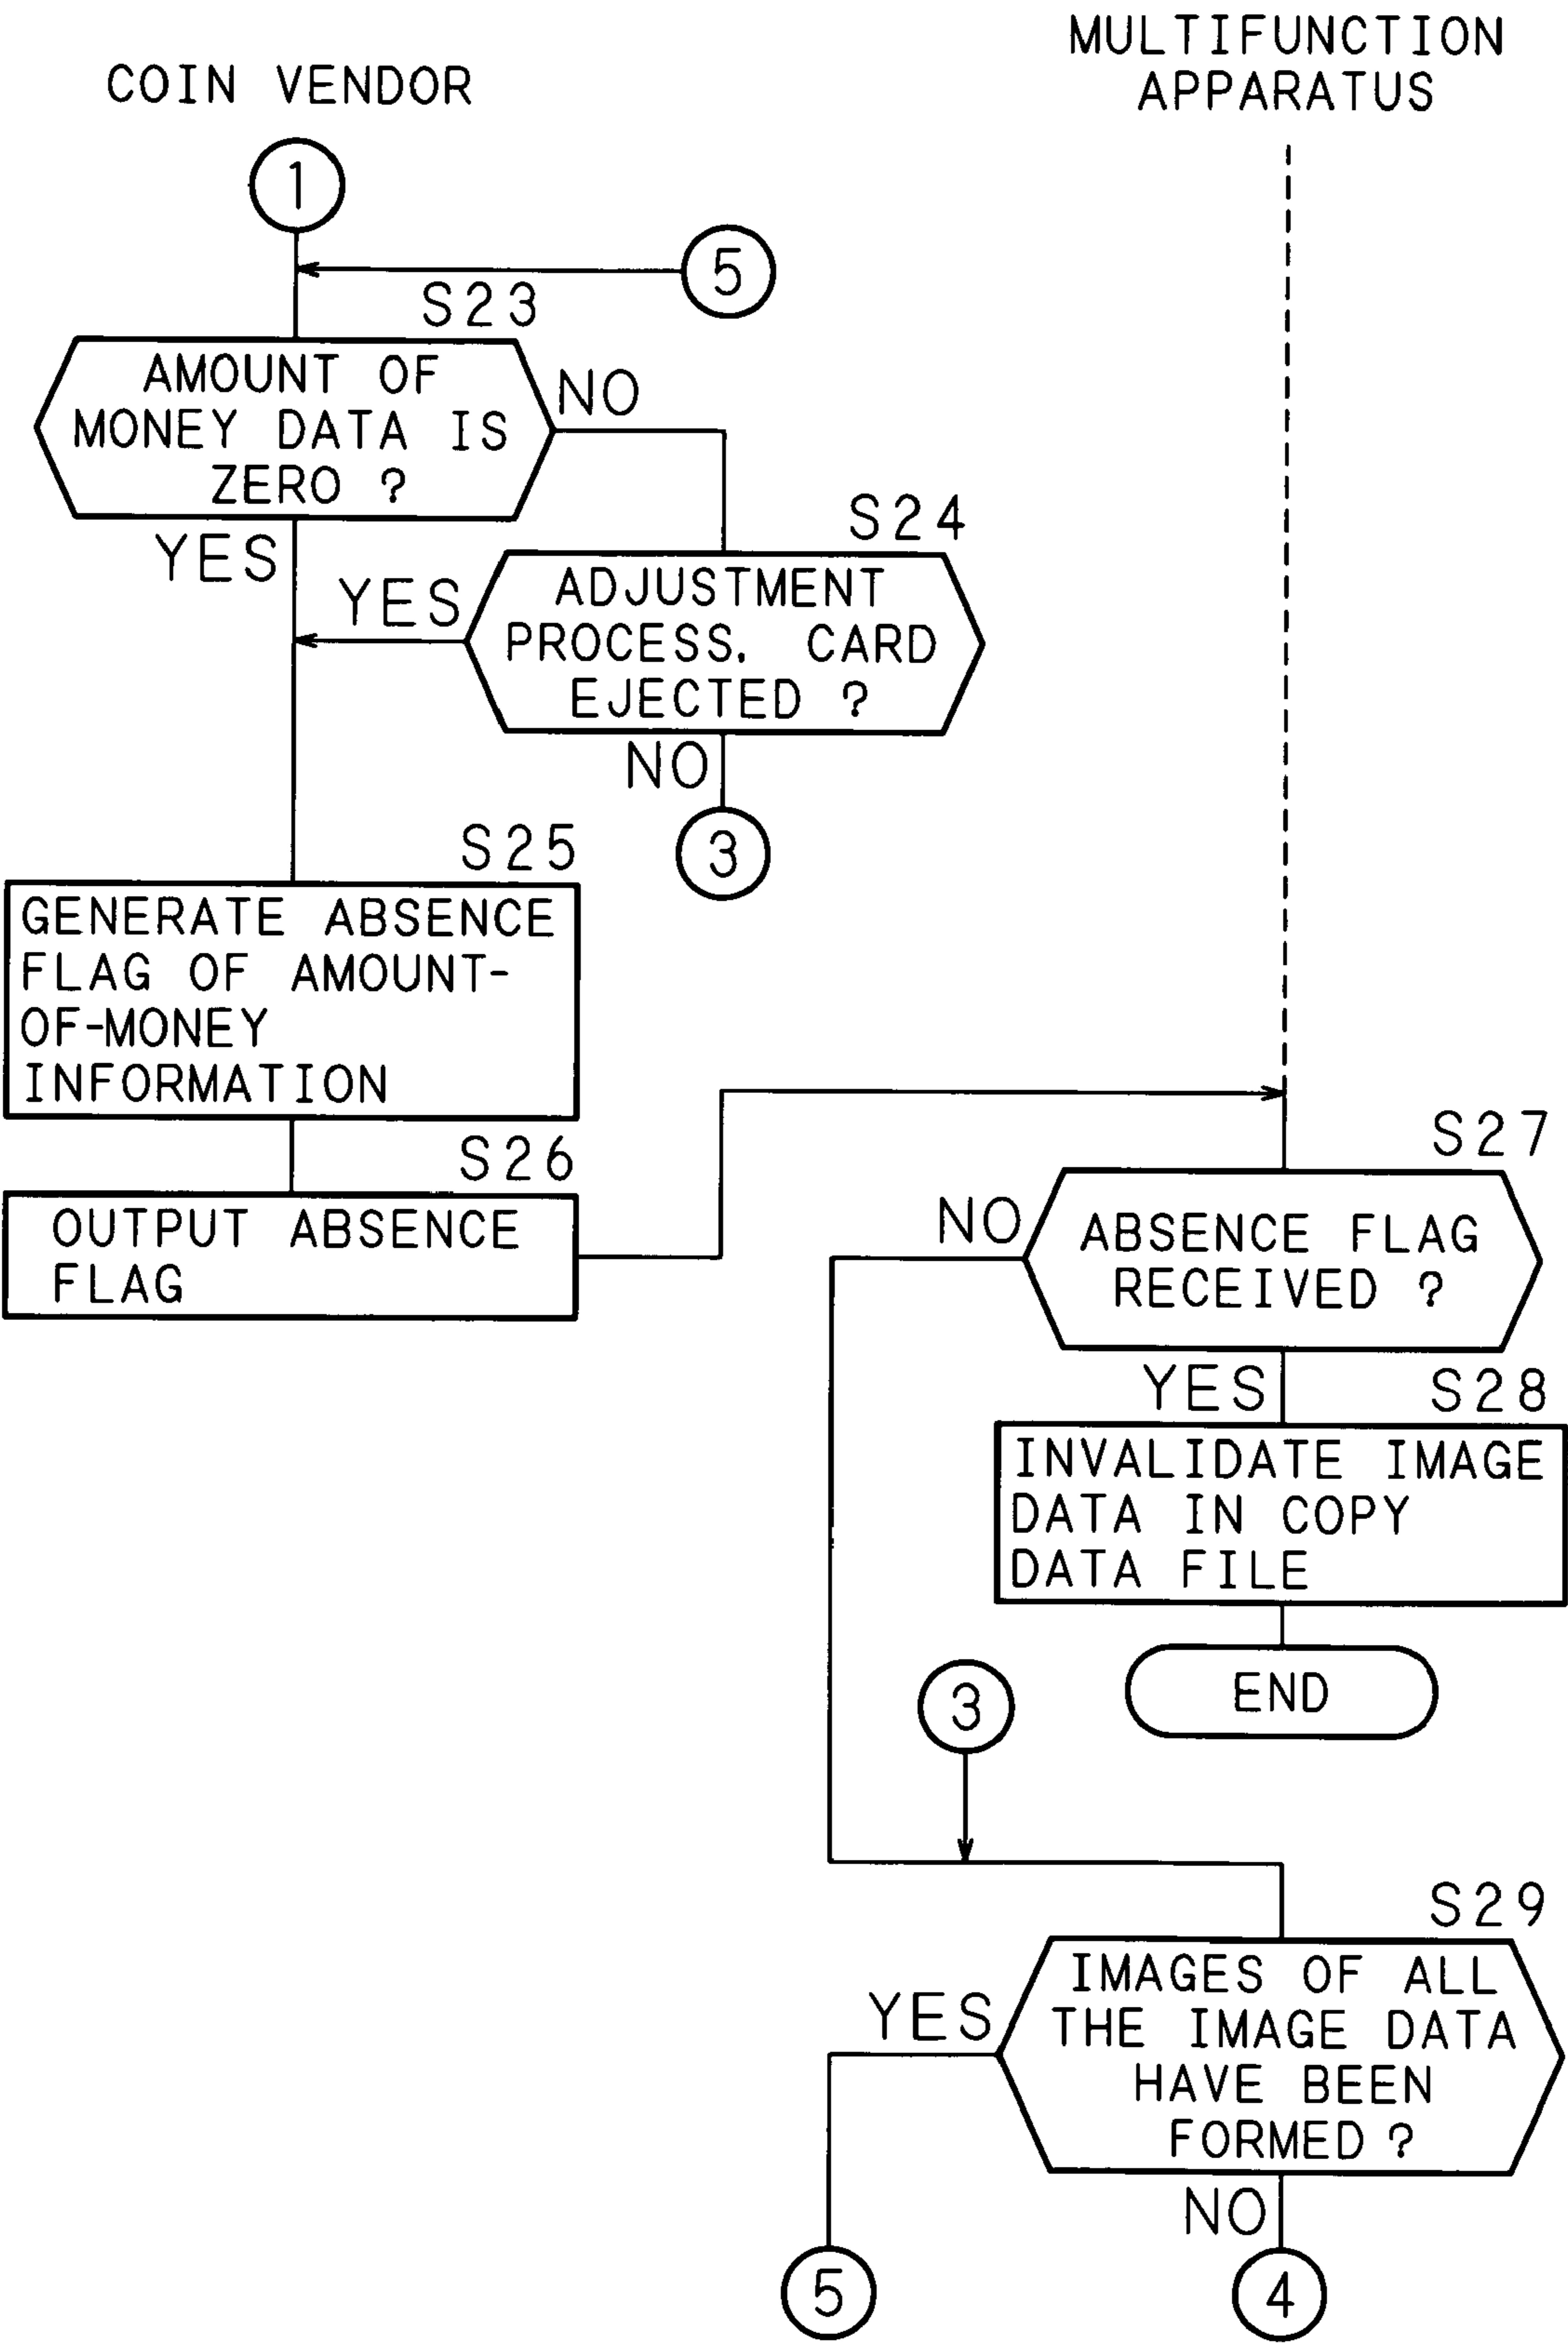 MULTIFUNCTION
APPARATUS
COIN VENDOR
1
5
S23
AMOUNT OF
MONEY DATA IS
ZERO ?
NO
YES
S24
ADJUSTMENT
PROCESS. CARD
EJECTED ?
YES
NO
3
S25
GENERATE ABSENCE
FLAG OF AMOUNT-
OF-MONEY
INFORMATION
S26
OUTPUT ABSENCE
FLAG
S27
ABSENCE FLAG
RECEIVED ?
NO
YES
S28
INVALIDATE IMAGE
DATA IN COPY
DATA FILE
END
3
S29
IMAGES OF ALL
THE IMAGE DATA
HAVE BEEN
FORMED ?
YES
NO
5
4